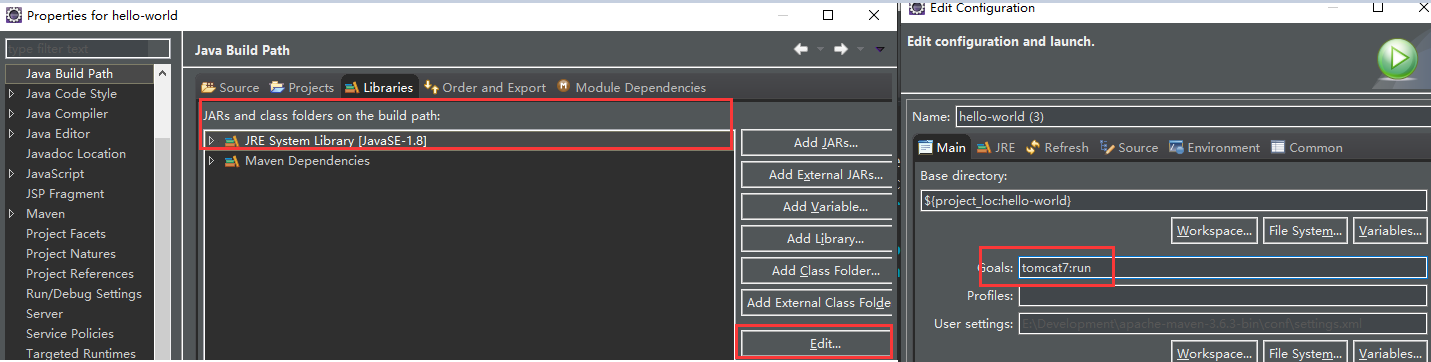 Properties for hello-world
type filter text
Java Build Path
Java Code Style
Java Compiler
Java Editor
Javadoc Location
JavaScript
JSP Fragment
Maven
Project Facets
Project Natures
Project References
Run/Debug Settings
Server
Service Policies
Targeted Runtimes
Java Build Path
Source Projects Libraries Order and Export Module Dependencies
JARs and class folders on the build path:
JRE System Library [JavaSE-1.8]
Maven Dependencies
Add JARs...
Add External JARs...
Add Variable...
Add Library...
Add Class Folder...
Add External Class Folde
Edit...
Edit Configuration
Edit configuration and launch.
Name: hello-world (3)
Main JRE Refresh Source Environment Common
Base directory:
${project_loc:hello-world}
Workspace... File System... Variables...
Goals: tomcat7:run
Profiles:
User settings: E:\Development\apache-maven-3.6.3-bin\conf\settings.xml
Workspace... File System... Variables...